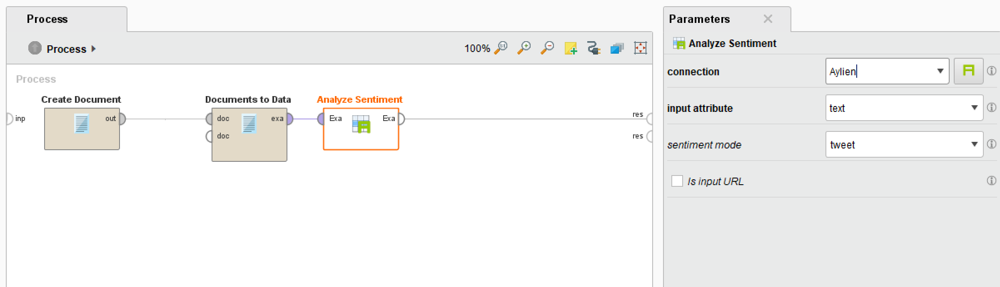 Process
Process
100%
Process
Create Document
Documents to Data
Analyze Sentiment
inp
out
doc
exa
doc
Exa
Exa
res
res
Parameters
Analyze Sentiment
connection
Aylien
input attribute
text
sentiment mode
tweet
Is input URL